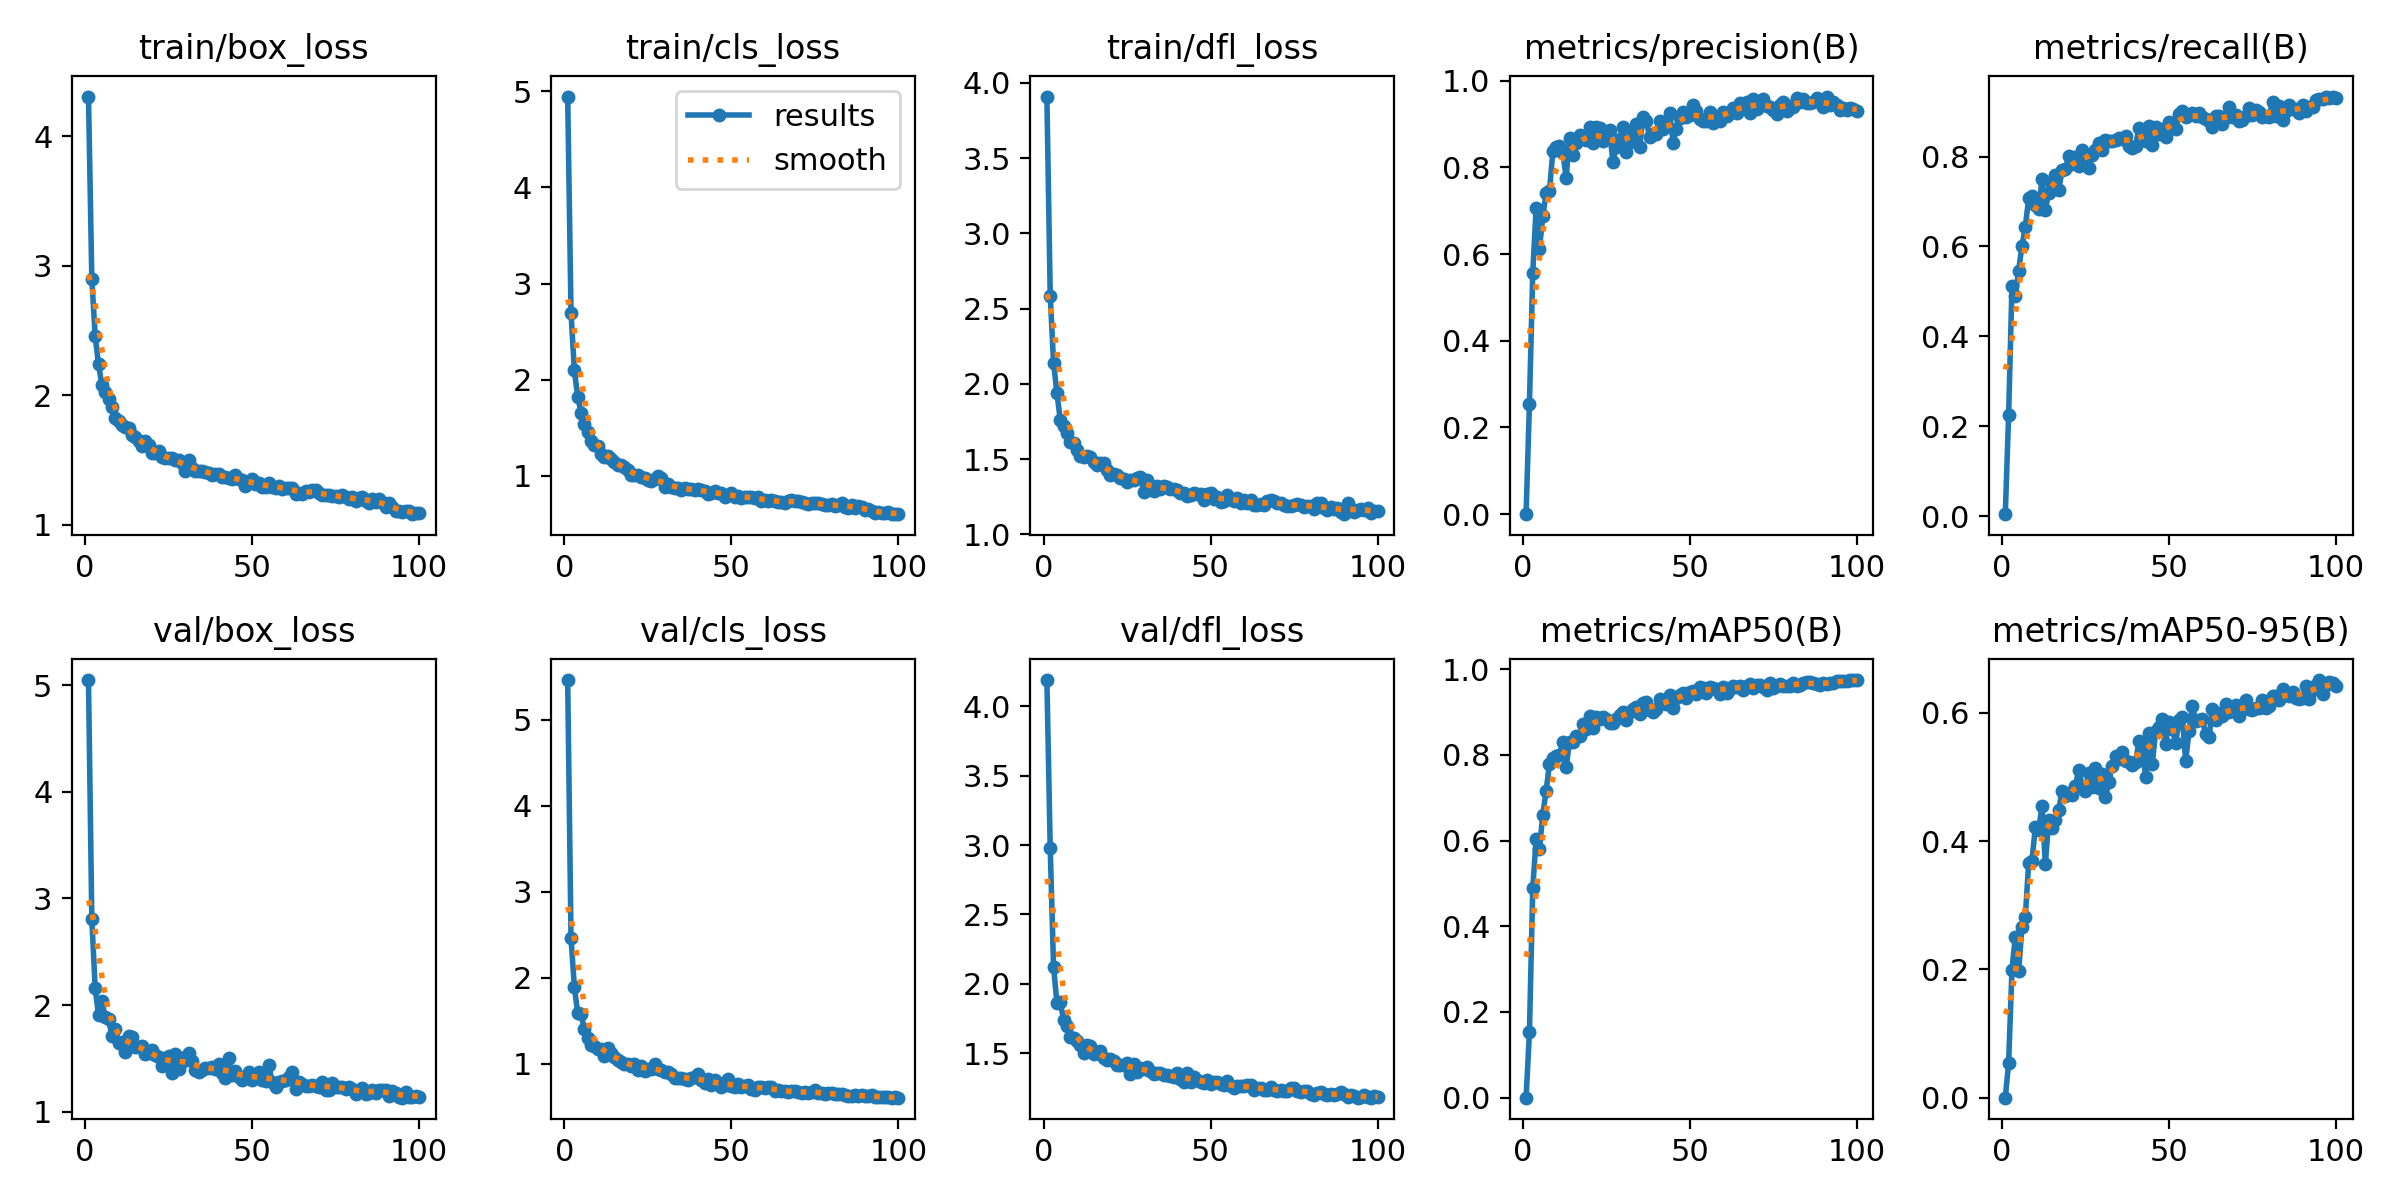 train/box_loss
4
3
2
1
0 50 100
train/cls_loss
results
smooth
5
4
3
2
1
0 50 100
train/dfl_loss
4.0
3.5
3.0
2.5
2.0
1.5
1.0
0 50 100
metrics/precision(B)
1.0
0.8
0.6
0.4
0.2
0.0
0 50 100
metrics/recall(B)
0.8
0.6
0.4
0.2
0.0
0 50 100
val/box_loss
5
4
3
2
1
0 50 100
val/cls_loss
5
4
3
2
1
0 50 100
val/dfl_loss
4.0
3.5
3.0
2.5
2.0
1.5
0 50 100
metrics/mAP50(B)
1.0
0.8
0.6
0.4
0.2
0.0
0 50 100
metrics/mAP50-95(B)
0.6
0.4
0.2
0.0
0 50 100